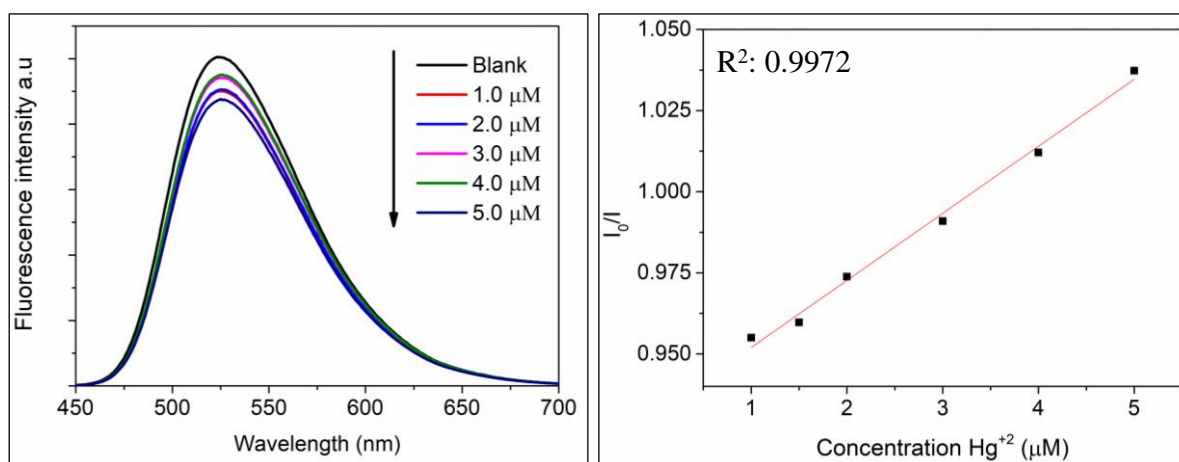 Fluorescence intensity a.u
Blank
1.0 μM
2.0 μM
3.0 μM
4.0 μM
5.0 μM
450 500 550 600 650 700
Wavelength (nm)
R²: 0.9972
I₀/I
1.050
1.025
1.000
0.975
0.950
1 2 3 4 5
Concentration Hg⁺² (μM)